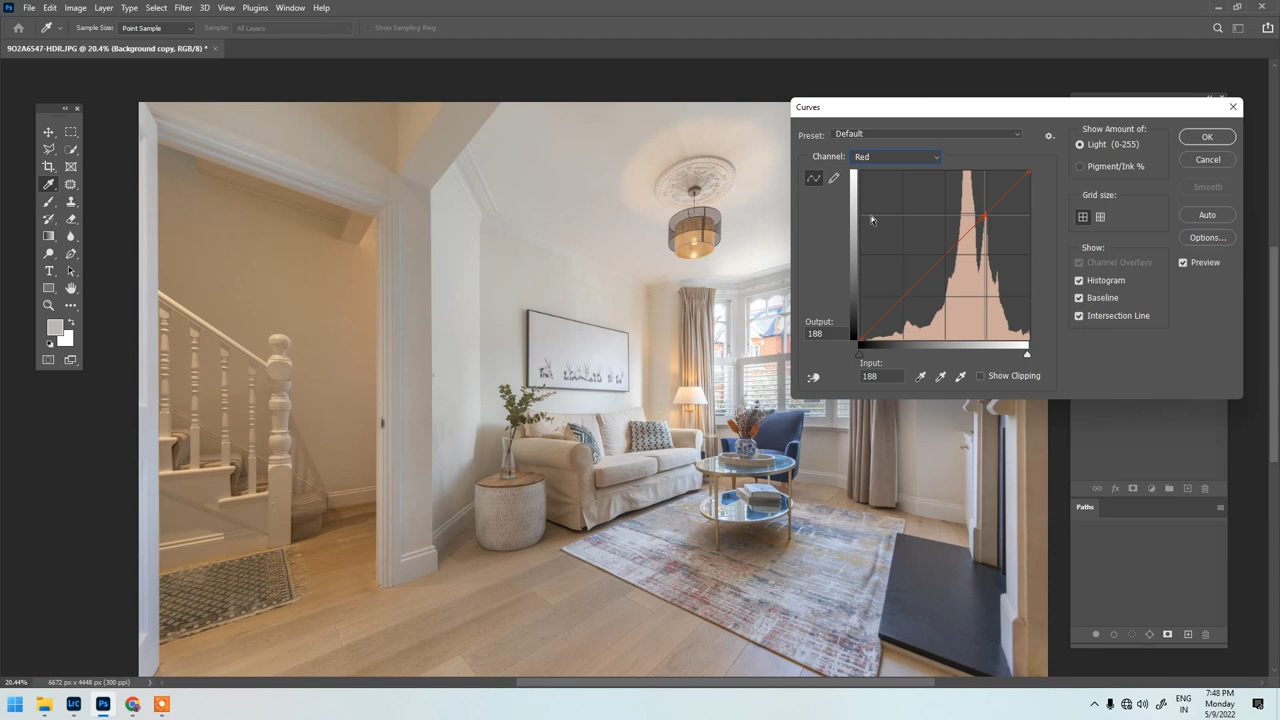 Ps File Edit Image Layer Type Select Filter 3D View Plugins Window Help
Sample Size: Point Sample Sample: All Layers Show Sampling Ring
9O2A6547-HDR.JPG @ 20.4% (Background copy, RGB/8) *
Curves
Preset: Default
Channel: Red
Output:
188
Input:
188
Show Clipping
Show Amount of:
Light (0-255)
Pigment/Ink %
Grid size:
Show:
Channel Overlays
Histogram
Baseline
Intersection Line
OK
Cancel
Smooth
Auto
Options...
Preview
fx
Paths
20.44% 6672 px x 4448 px (300 ppi)
LrC Ps
ENG
IN
7:48 PM
Monday
5/9/2022